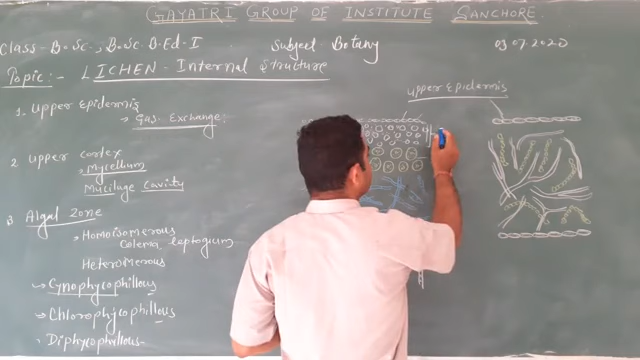 GAYATRI GROUP OF INSTITUTE SANCHORE
Class - B.Sc., B.Sc. B.Ed - I Subject Botany 03.07.2020
Topic :- LICHEN - Internal Structure
Upper Epidermis
1. Upper Epidermis
Gas Exchange.
2. Upper Cortex
Mycellum
Mucilage Cavity
3 Algal Zone
Homoisomerous
Colema leptogium
Heteromerous
Cynophycophillous
Chlorophycophillous
Diphycophillous